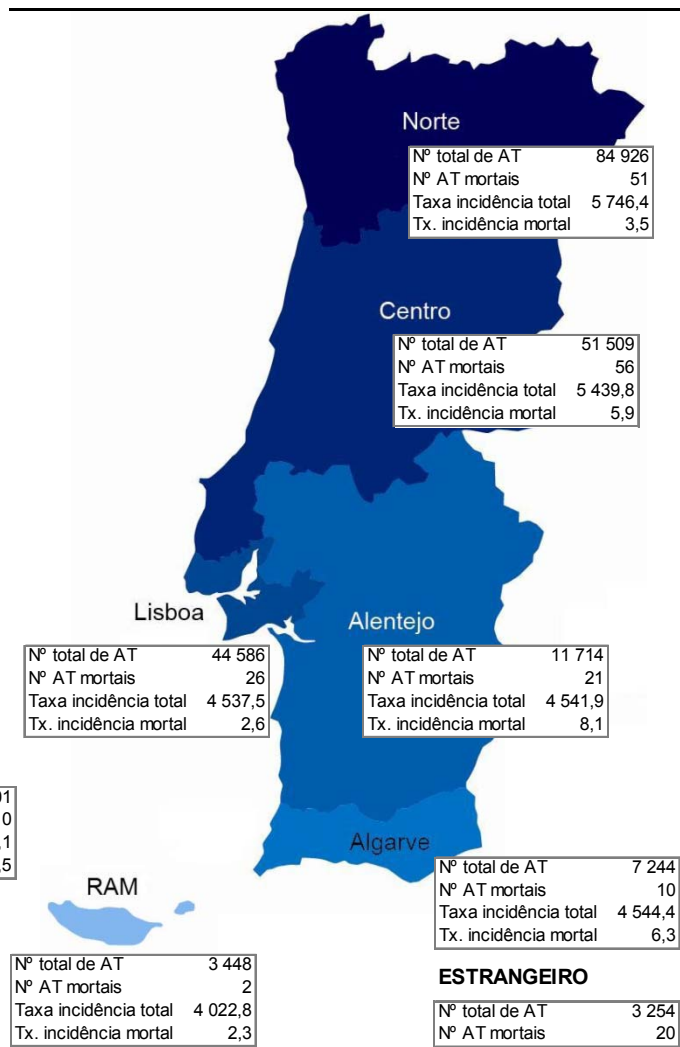 Norte
Nº total de AT 84 926
Nº AT mortais 51
Taxa incidência total 5 746,4
Tx. incidência mortal 3,5
Centro
Nº total de AT 51 509
Nº AT mortais 56
Taxa incidência total 5 439,8
Tx. incidência mortal 5,9
Lisboa
Nº total de AT 44 586
Nº AT mortais 26
Taxa incidência total 4 537,5
Tx. incidência mortal 2,6
Alentejo
Nº total de AT 11 714
Nº AT mortais 21
Taxa incidência total 4 541,9
Tx. incidência mortal 8,1
Algarve
Nº total de AT 7 244
Nº AT mortais 10
Taxa incidência total 4 544,4
Tx. incidência mortal 6,3
RAM
Nº total de AT 3 448
Nº AT mortais 2
Taxa incidência total 4 022,8
Tx. incidência mortal 2,3
ESTRANGEIRO
Nº total de AT 3 254
Nº AT mortais 20